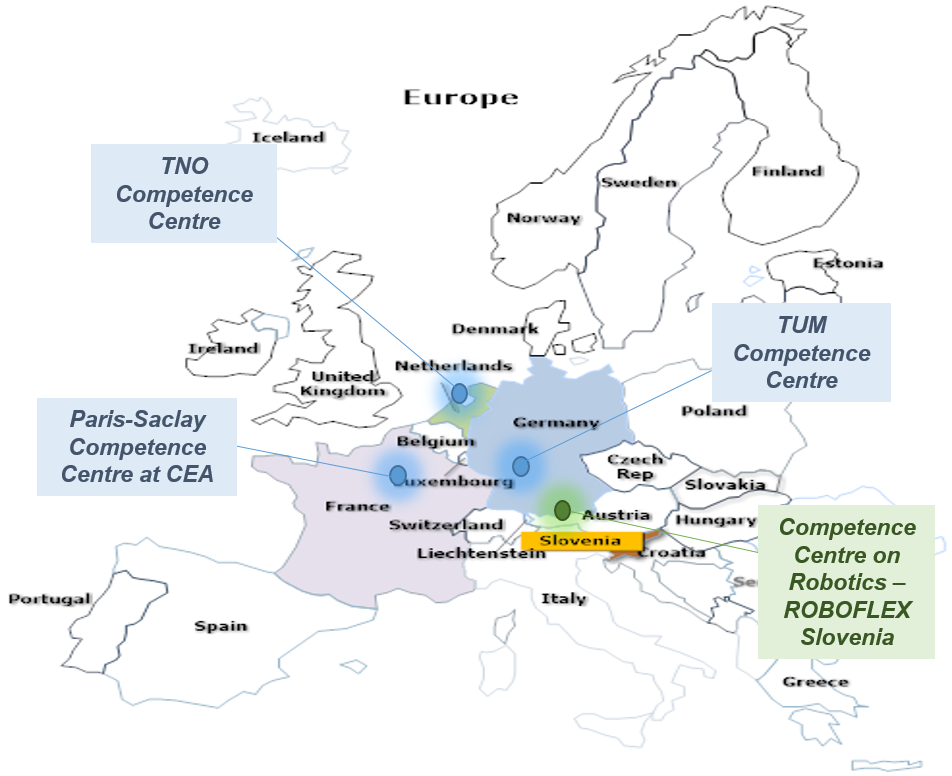 Europe
Iceland
TNO
Competence
Centre
Finland
Sweden
Norway
Estonia
Denmark
TUM
Competence
Centre
Ireland
Netherlands
United
Kingdom
Poland
Paris-Saclay
Competence
Centre at CEA
Germany
Belgium
Czech
Rep
uxembourg
Slovakia
France
Austria
Hungary
Switzerland
Competence
Centre on
Robotics –
ROBOFLEX
Slovenia
Slovenia
Liechtenstein
Croatia
Se
Portugal
Italy
Spain
Greece